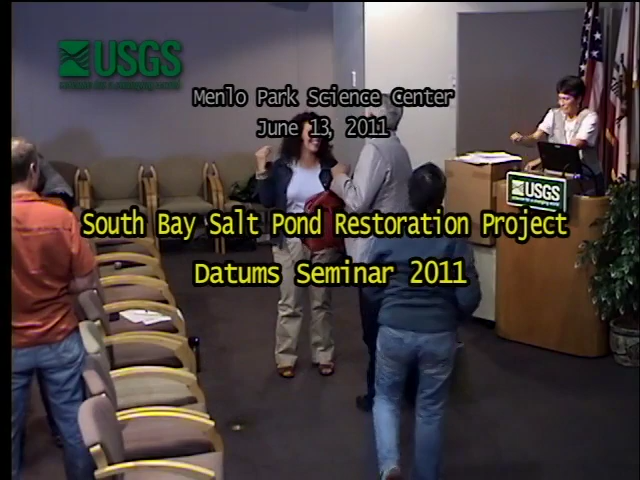 USGS
Menlo Park Science Center
June 13, 2011
USGS
South Bay Salt Pond Restoration Project
Datums Seminar 2011